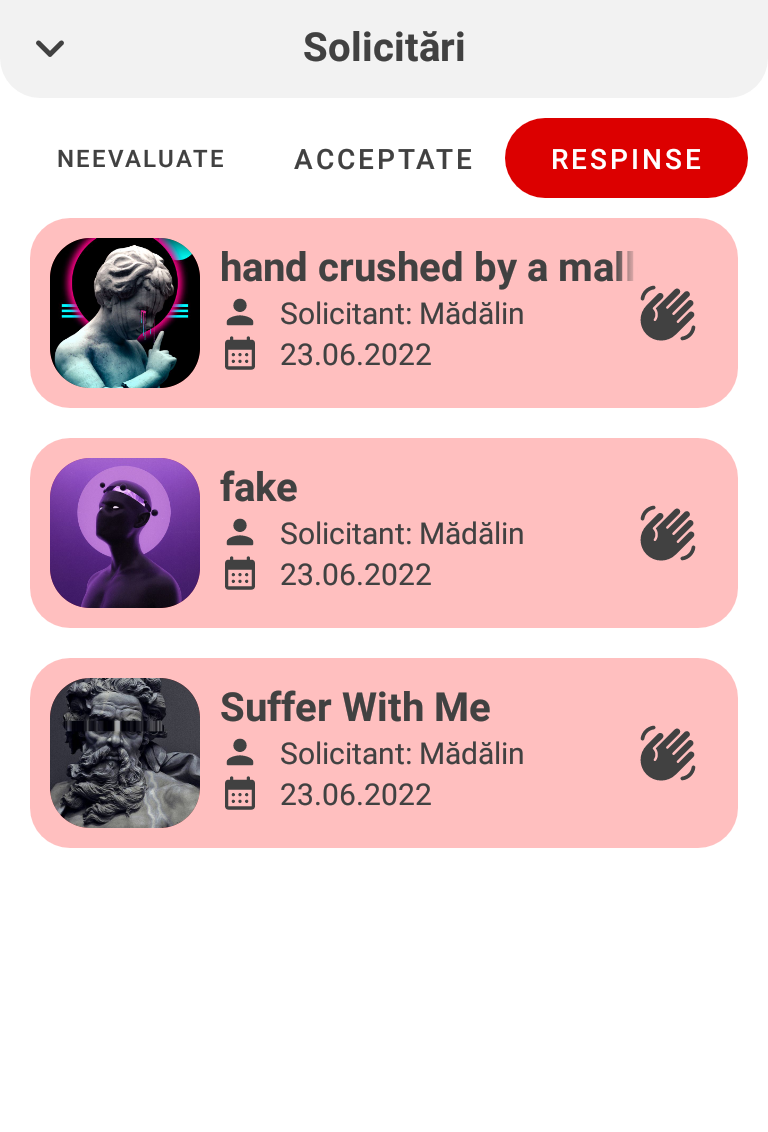 Solicitări
NEEVALUATE
ACCEPTATE
RESPINSE
hand crushed by a mall
Solicitant: Mădălin
23.06.2022
fake
Solicitant: Mădălin
23.06.2022
Suffer With Me
Solicitant: Mădălin
23.06.2022